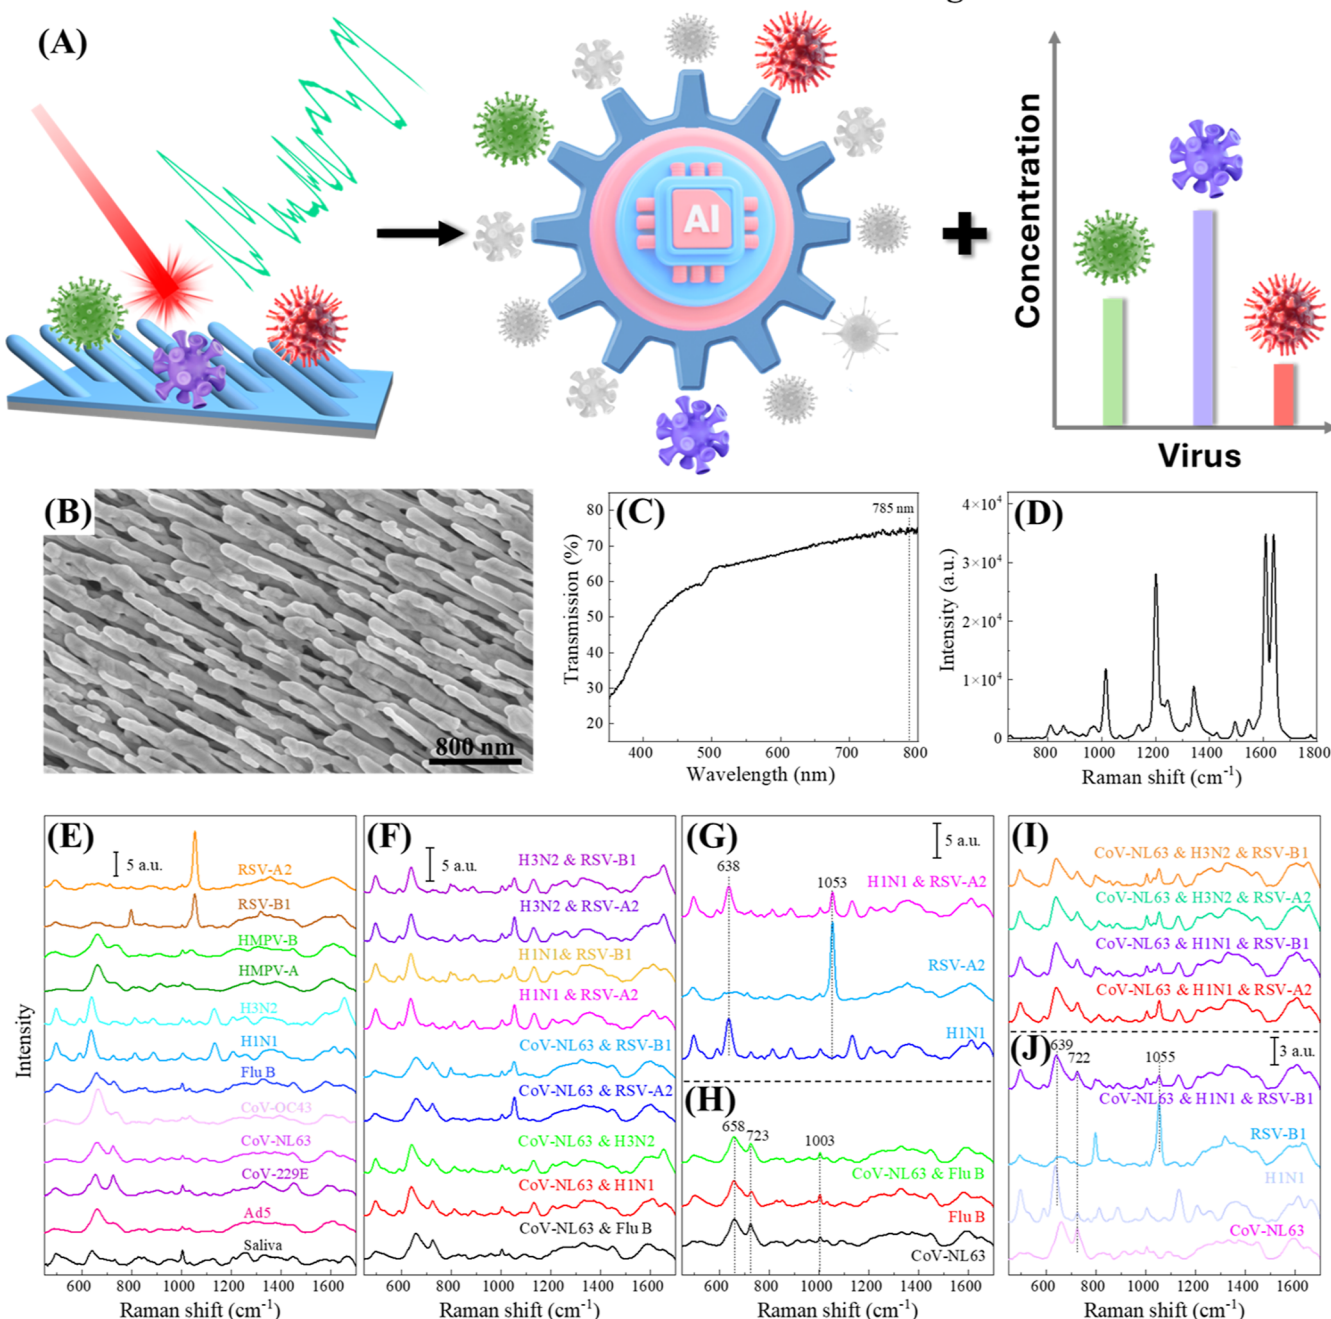 g
(A)
AI
Concentration
Virus
(B)
800 nm
(C)
785 nm
Transmission (%)
80
70
60
50
40
30
20
400 500 600 700 800
Wavelength (nm)
(D)
Intensity (a.u.)
4×10⁴
3×10⁴
2×10⁴
1×10⁴
0
800 1000 1200 1400 1600 1800
Raman shift (cm⁻¹)
Intensity
(E)
5 a.u.
RSV-A2
RSV-B1
HMPV-B
HMPV-A
H3N2
H1N1
Flu B
CoV-OC43
CoV-NL63
CoV-229E
Ad5
Saliva
600 800 1000 1200 1400 1600
Raman shift (cm⁻¹)
(F)
5 a.u.
H3N2 & RSV-B1
H3N2 & RSV-A2
H1N1& RSV-B1
H1N1 & RSV-A2
CoV-NL63 & RSV-B1
CoV-NL63 & RSV-A2
CoV-NL63 & H3N2
CoV-NL63 & H1N1
CoV-NL63 & Flu B
600 800 1000 1200 1400 1600
Raman shift (cm⁻¹)
(G)
5 a.u.
638
1053
H1N1 & RSV-A2
RSV-A2
H1N1
(H)
658
723
1003
CoV-NL63 & Flu B
Flu B
CoV-NL63
600 800 1000 1200 1400 1600
Raman shift (cm⁻¹)
(I)
CoV-NL63 & H3N2 & RSV-B1
CoV-NL63 & H3N2 & RSV-A2
CoV-NL63 & H1N1 & RSV-B1
CoV-NL63 & H1N1 & RSV-A2
(J)
639
722
1055
3 a.u.
CoV-NL63 & H1N1 & RSV-B1
RSV-B1
H1N1
CoV-NL63
600 800 1000 1200 1400 1600
Raman shift (cm⁻¹)